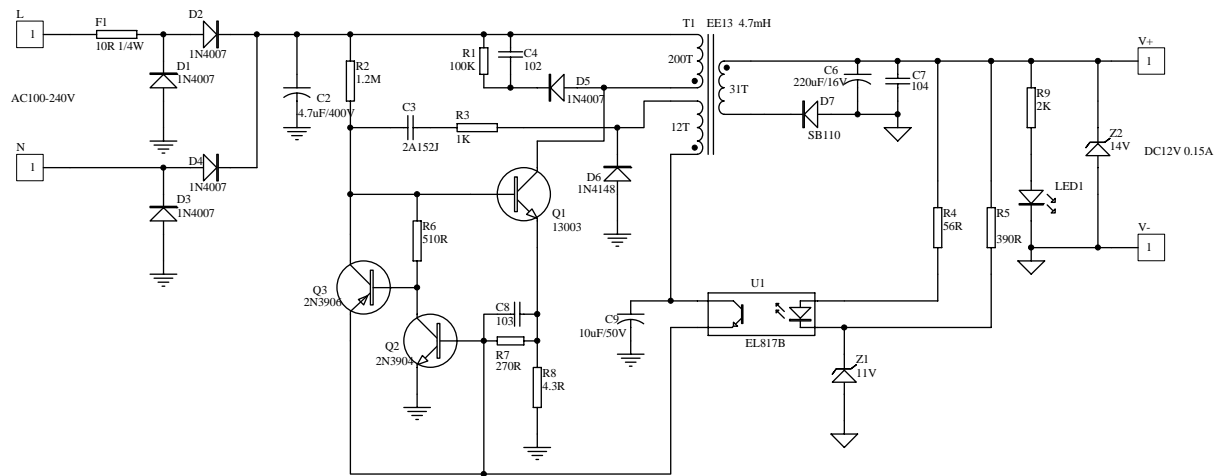 L
1
F1
10R 1/4W
D2
1N4007
D1
1N4007
AC100-240V
N
1
D4
1N4007
D3
1N4007
C2
4.7uF/400V
R2
1.2M
R1
100K
C4
102
D5
1N4007
T1 EE13 4.7mH
200T
12T
31T
C3
2A152J
R3
1K
D6
1N4148
Q1
13003
R6
510R
Q3
2N3906
Q2
2N3904
C8
103
R7
270R
R8
4.3R
C9
10uF/50V
U1
EL817B
C6
220uF/16V
C7
104
D7
SB110
R4
56R
R5
390R
R9
2K
LED1
Z2
14V
Z1
11V
V+
1
DC12V 0.15A
V-
1